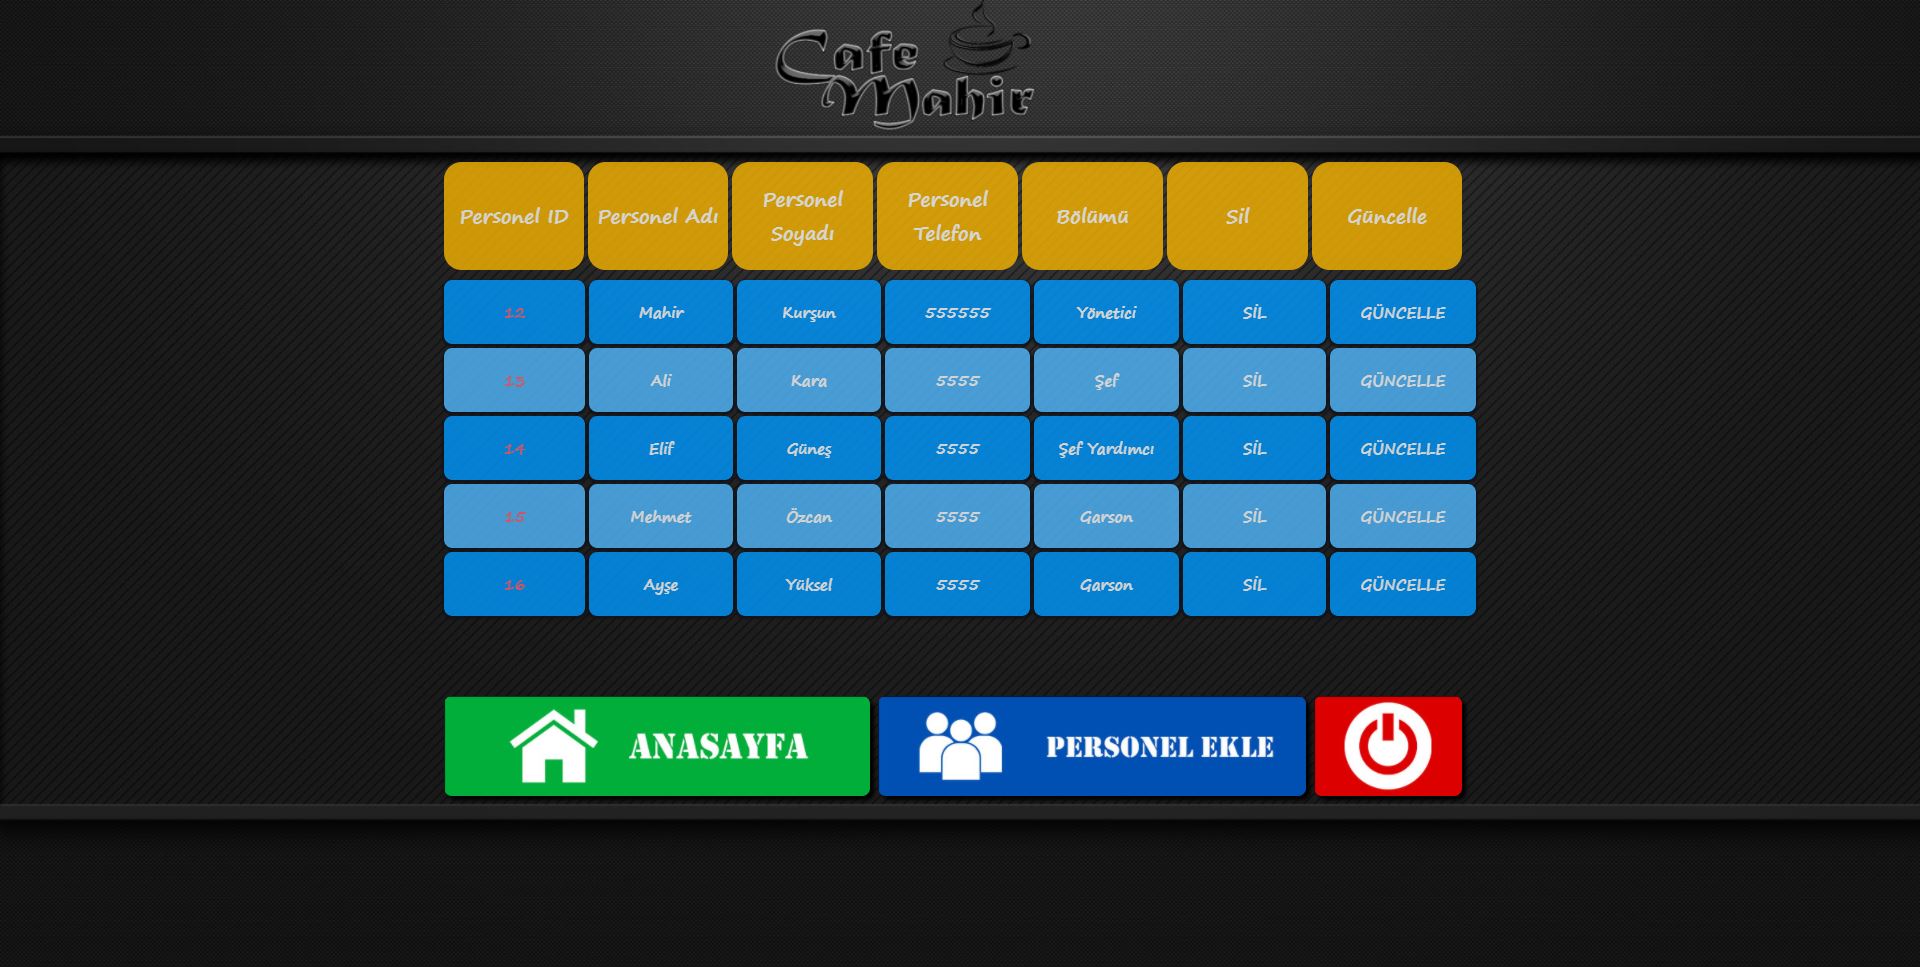 Cafe
Mahir
Personel ID Personel Adı Personel Soyadı Personel Telefon Bölümü Sil Güncelle
12 Mahir Kurşun 555555 Yönetici SİL GÜNCELLE
13 Ali Kara 5555 Şef SİL GÜNCELLE
14 Elif Güneş 5555 Şef Yardımcı SİL GÜNCELLE
15 Mehmet Özcan 5555 Garson SİL GÜNCELLE
16 Ayşe Yüksel 5555 Garson SİL GÜNCELLE
ANASAYFA PERSONEL EKLE